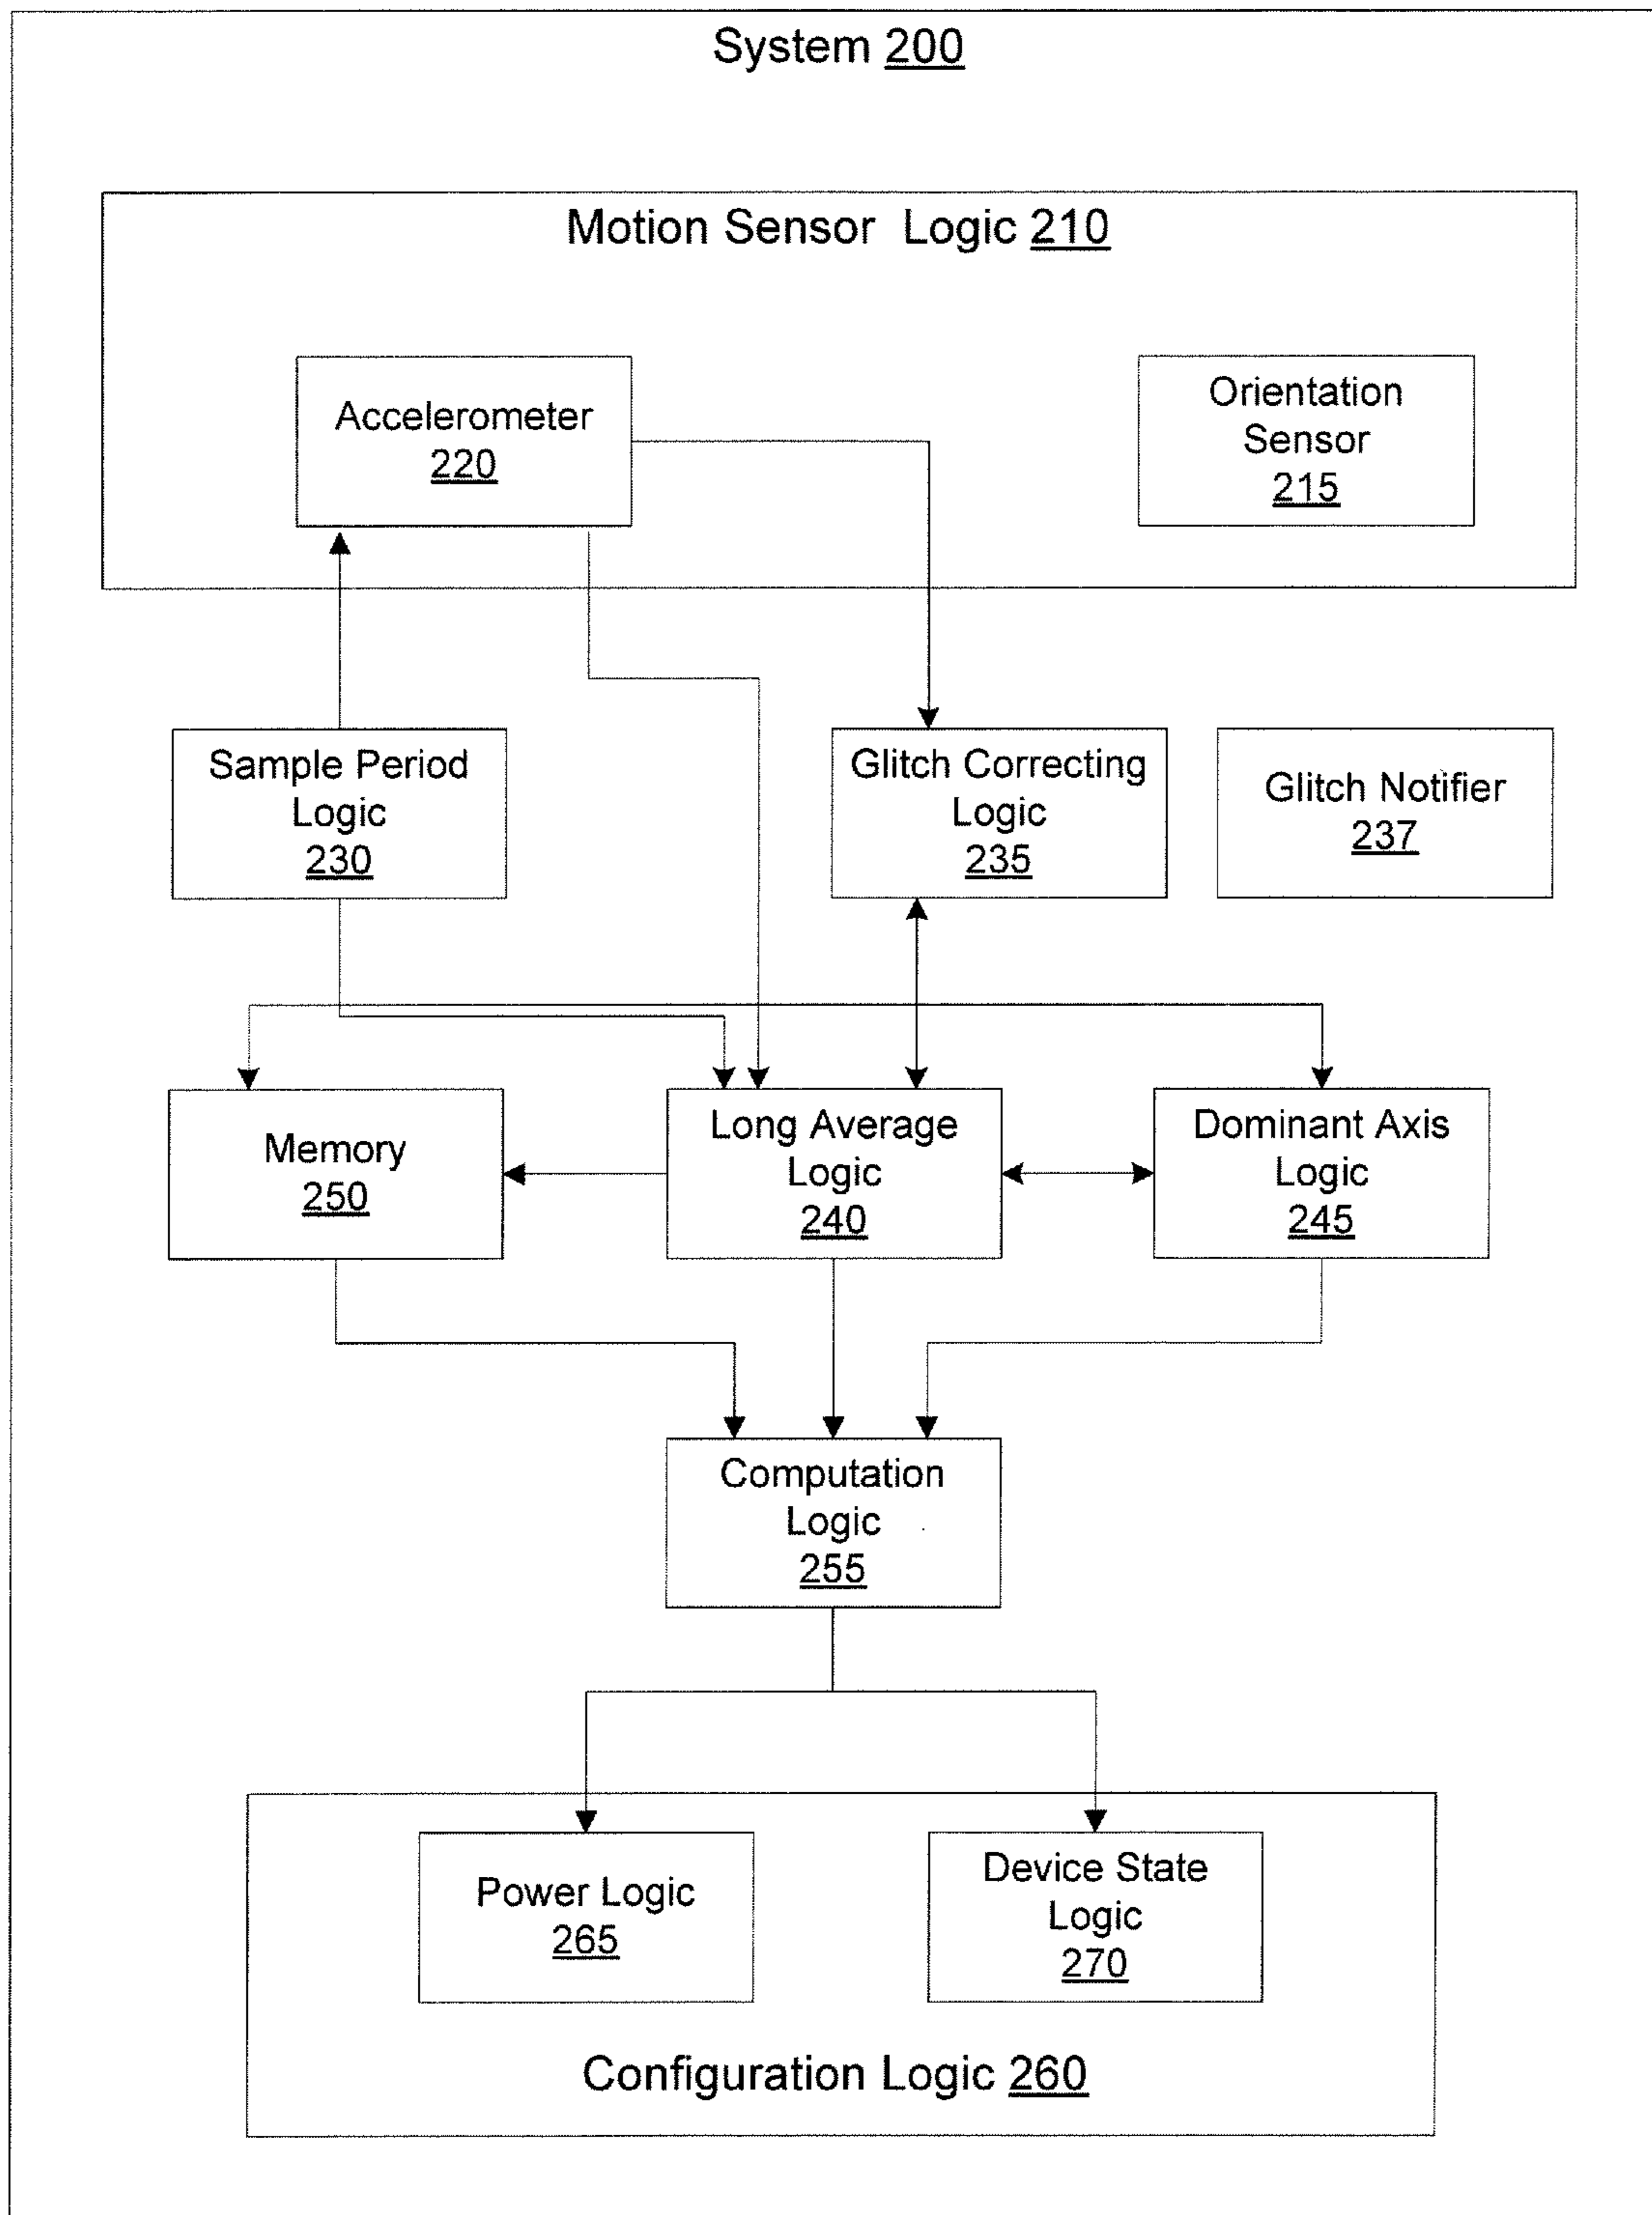 System 200
Motion Sensor Logic 210
Accelerometer
220
Orientation
Sensor
215
Sample Period
Logic
230
Glitch Correcting
Logic
235
Glitch Notifier
237
Memory
250
Long Average
Logic
240
Dominant Axis
Logic
245
Computation
Logic
255
Power Logic
265
Device State
Logic
270
Configuration Logic 260